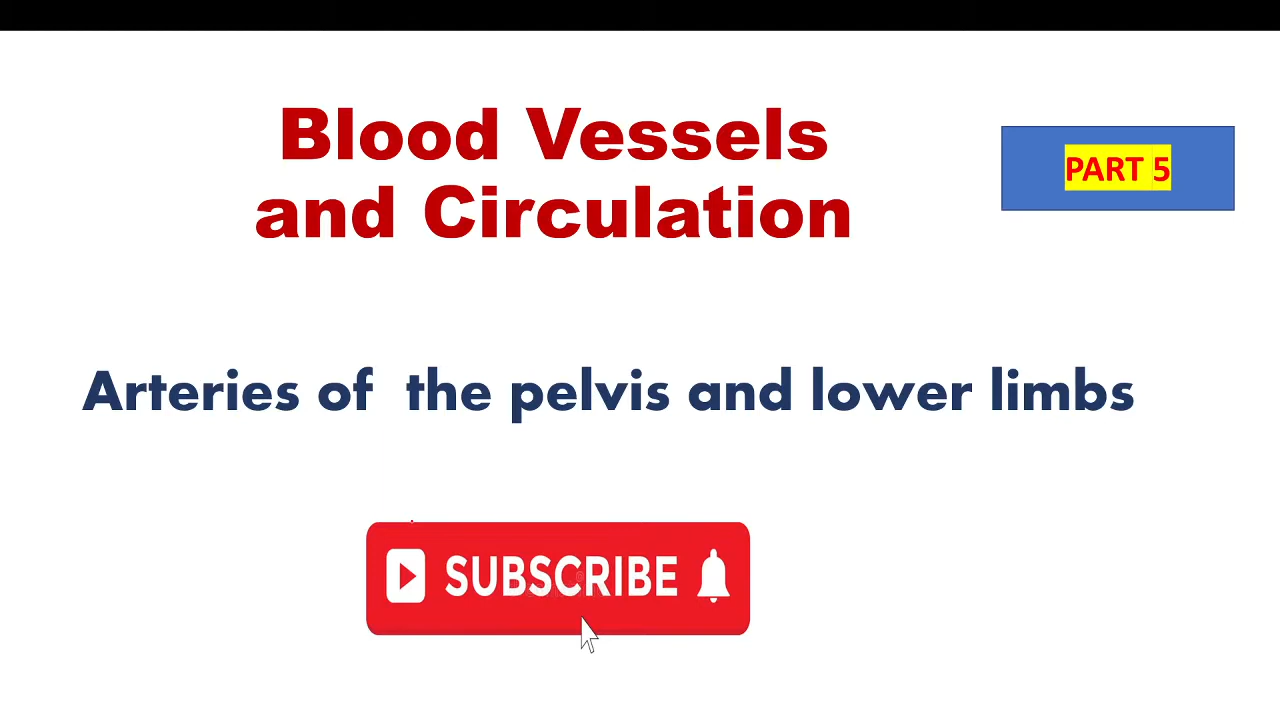 Blood Vessels
and Circulation
PART 5
Arteries of the pelvis and lower limbs
SUBSCRIBE